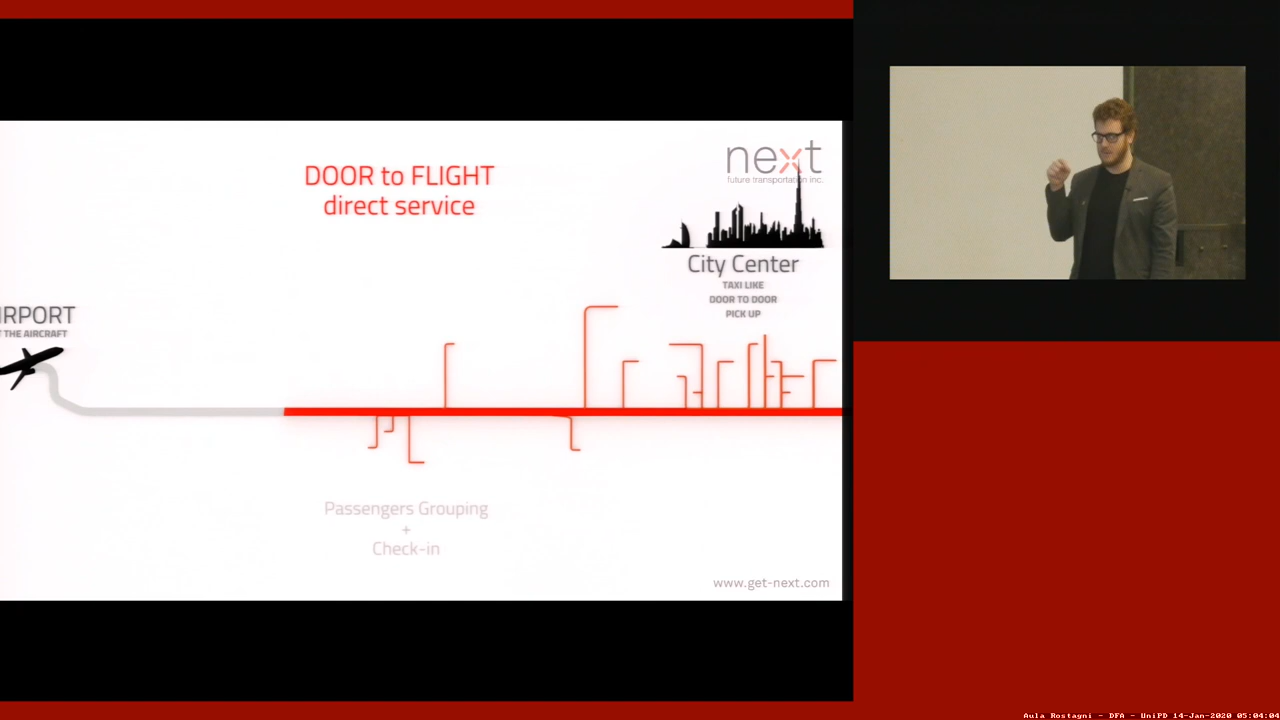 DOOR to FLIGHT
direct service
next
future transportation inc.
City Center
TAXI LIKE
DOOR TO DOOR
PICK UP
IRPORT
T THE AIRCRAFT
Passengers Grouping
+
Check-in
www.get-next.com
Aula Rostagni - DFA - UniPD 14-Jan-2020 05:04:04